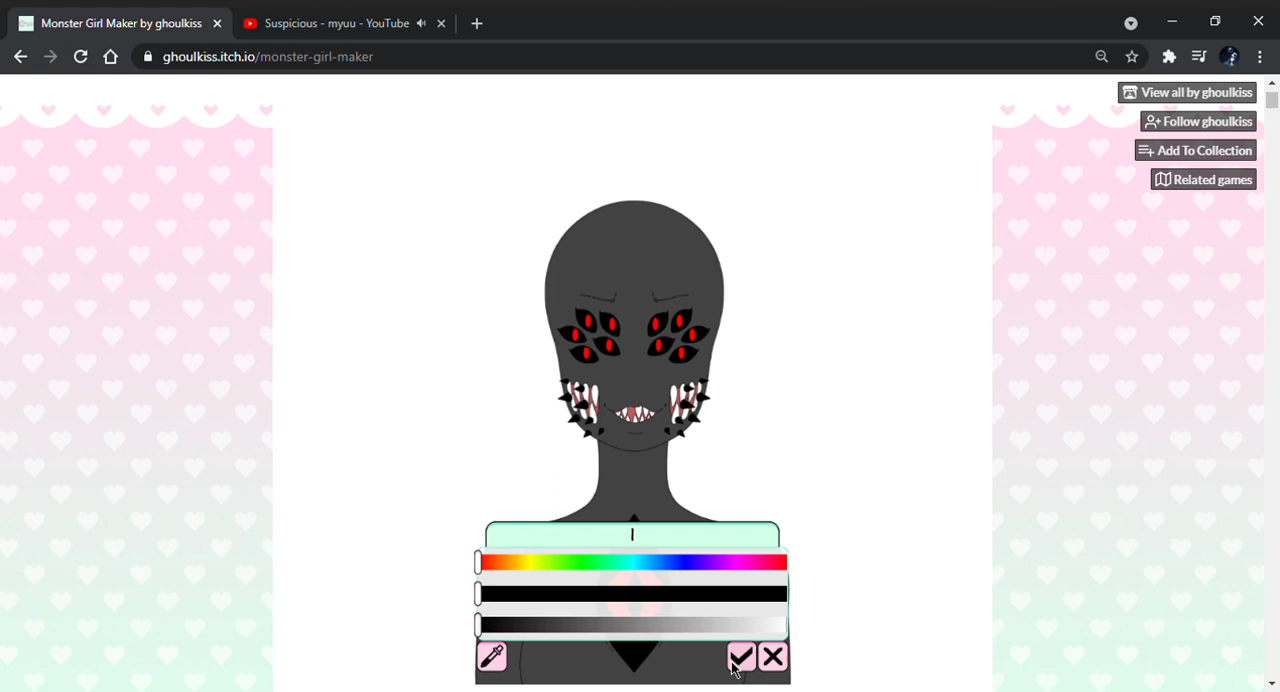 Monster Girl Maker by ghoulkiss
Suspicious - myuu - YouTube
ghoulkiss.itch.io/monster-girl-maker
View all by ghoulkiss
Follow ghoulkiss
Add To Collection
Related games